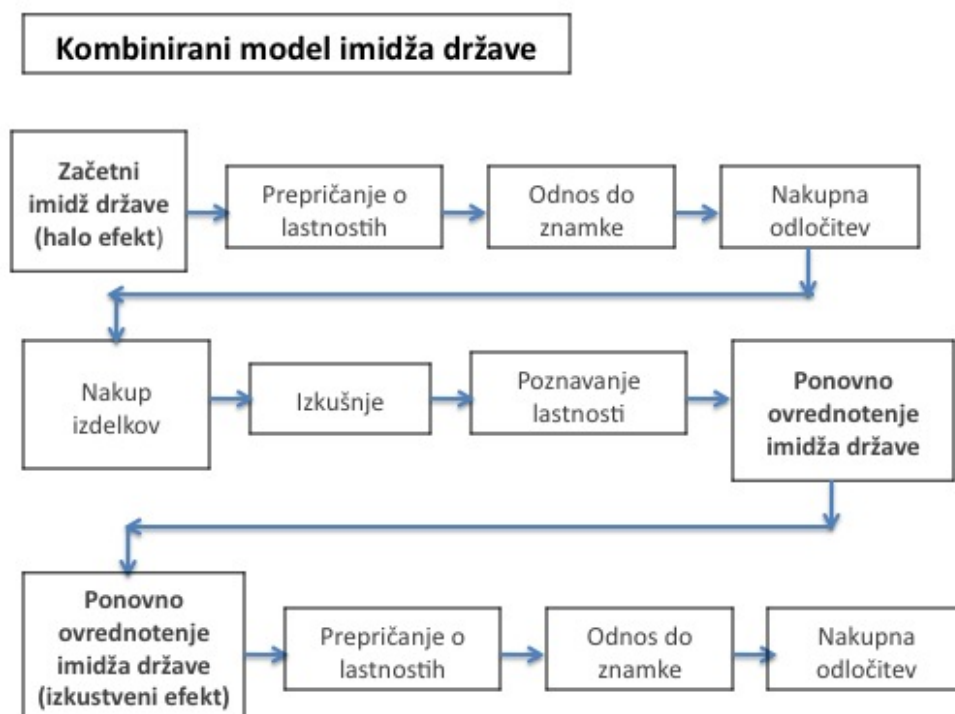 Kombinirani model imidža države
Začetni
imidž države
(halo efekt)
Prepričanje o
lastnostih
Odnos do
znamke
Nakupna
odločitev
Nakup
izdelkov
Izkušnje
Poznavanje
lastnosti
Ponovno
ovrednotenje
imidža države
Ponovno
ovrednotenje
imidža države
(izkustveni efekt)
Prepričanje o
lastnostih
Odnos do
znamke
Nakupna
odločitev